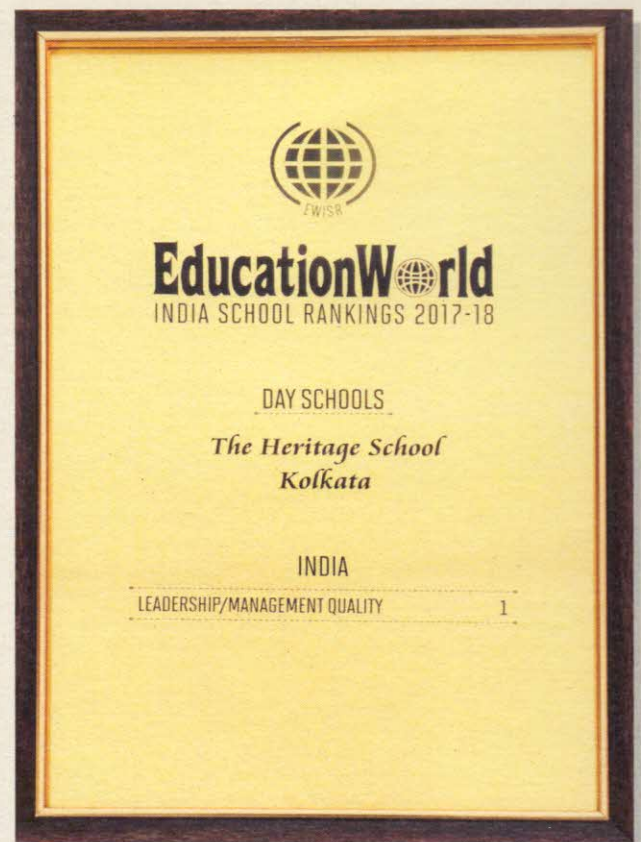 EWISR
EducationWorld
INDIA SCHOOL RANKINGS 2017-18
DAY SCHOOLS
The Heritage School
Kolkata
INDIA
LEADERSHIP/MANAGEMENT QUALITY 1